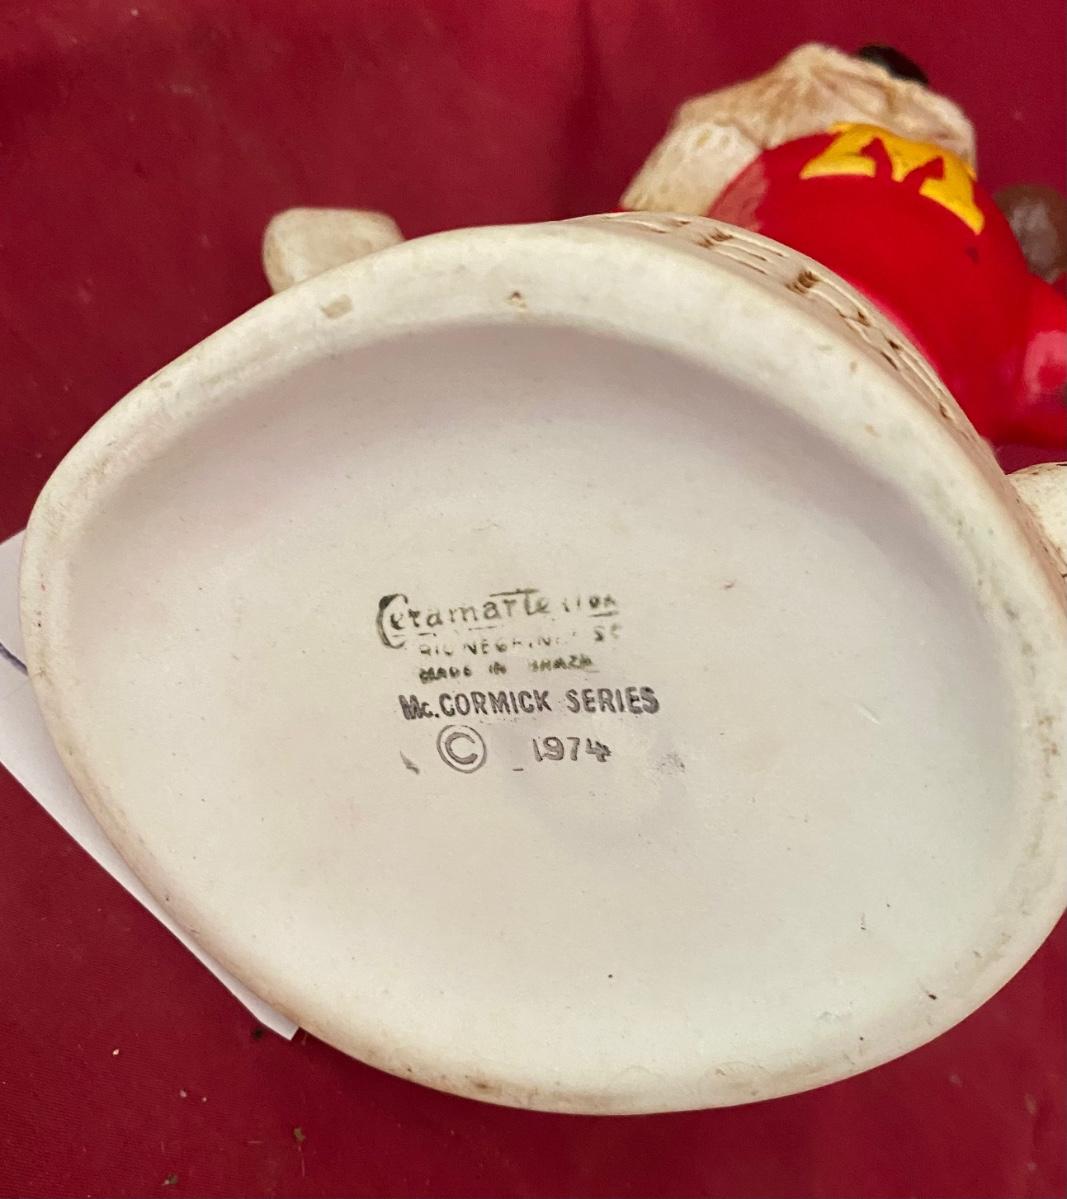 M
Ceramarte
MADE IN BRAZIL
Mc.CORMICK SERIES
© 1974